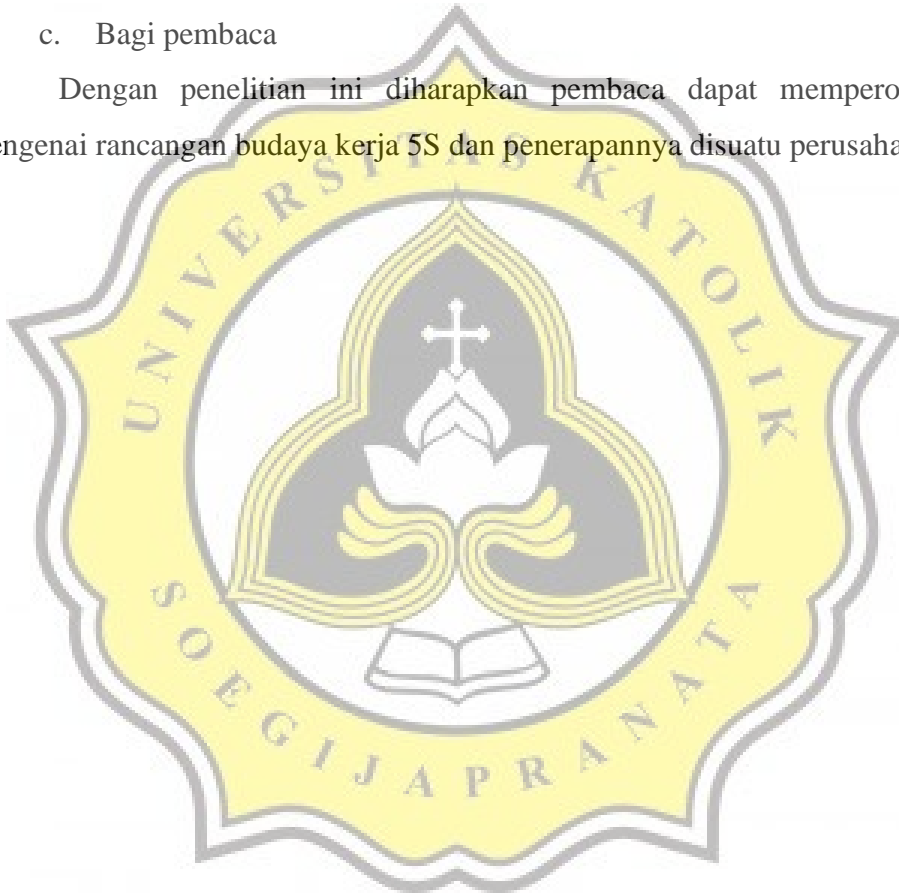 c. Bagi pembaca
Dengan penelitian ini diharapkan pembaca dapat mempero
engenai rancangan budaya kerja 5S dan penerapannya disuatu perusaha
UNIVERSITAS KATOLIK
SOEGIJAPRANATA